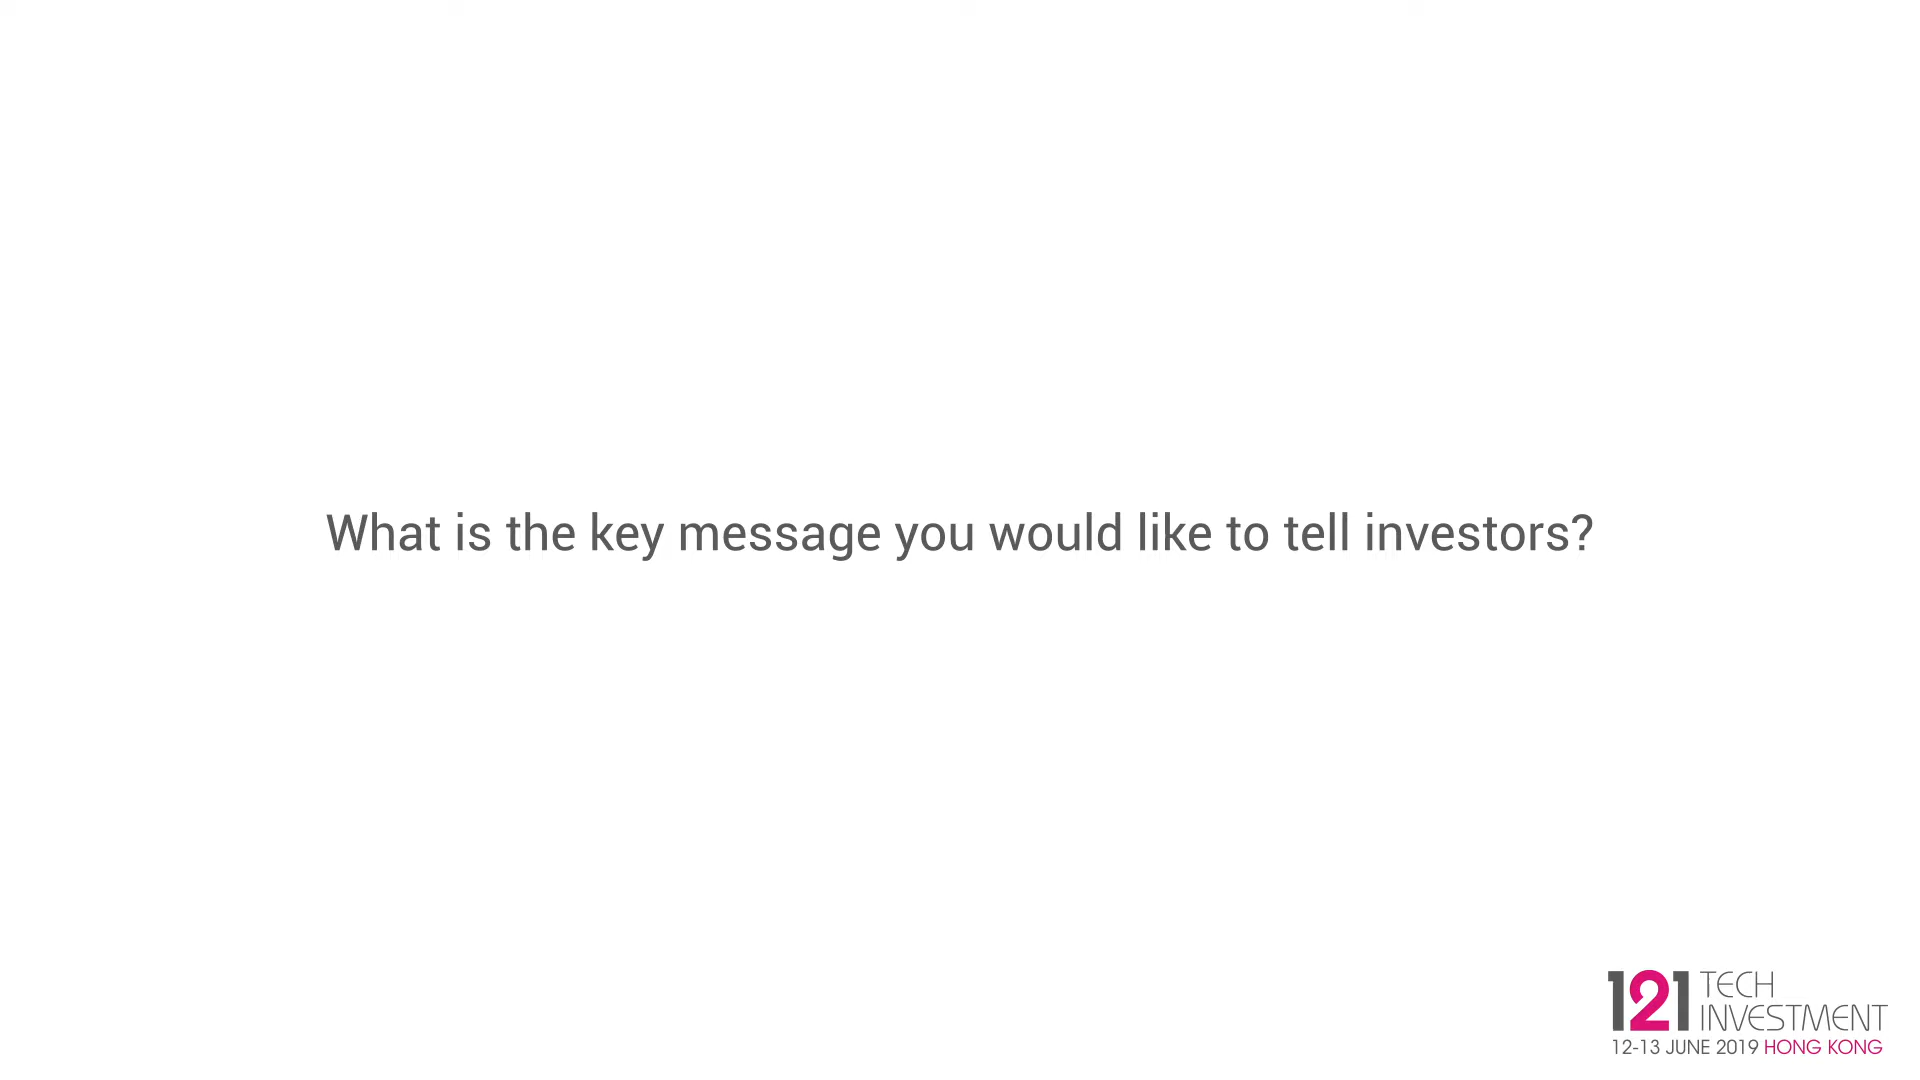 What is the key message you would like to tell investors?
121 TECH
INVESTMENT
12-13 JUNE 2019 HONG KONG